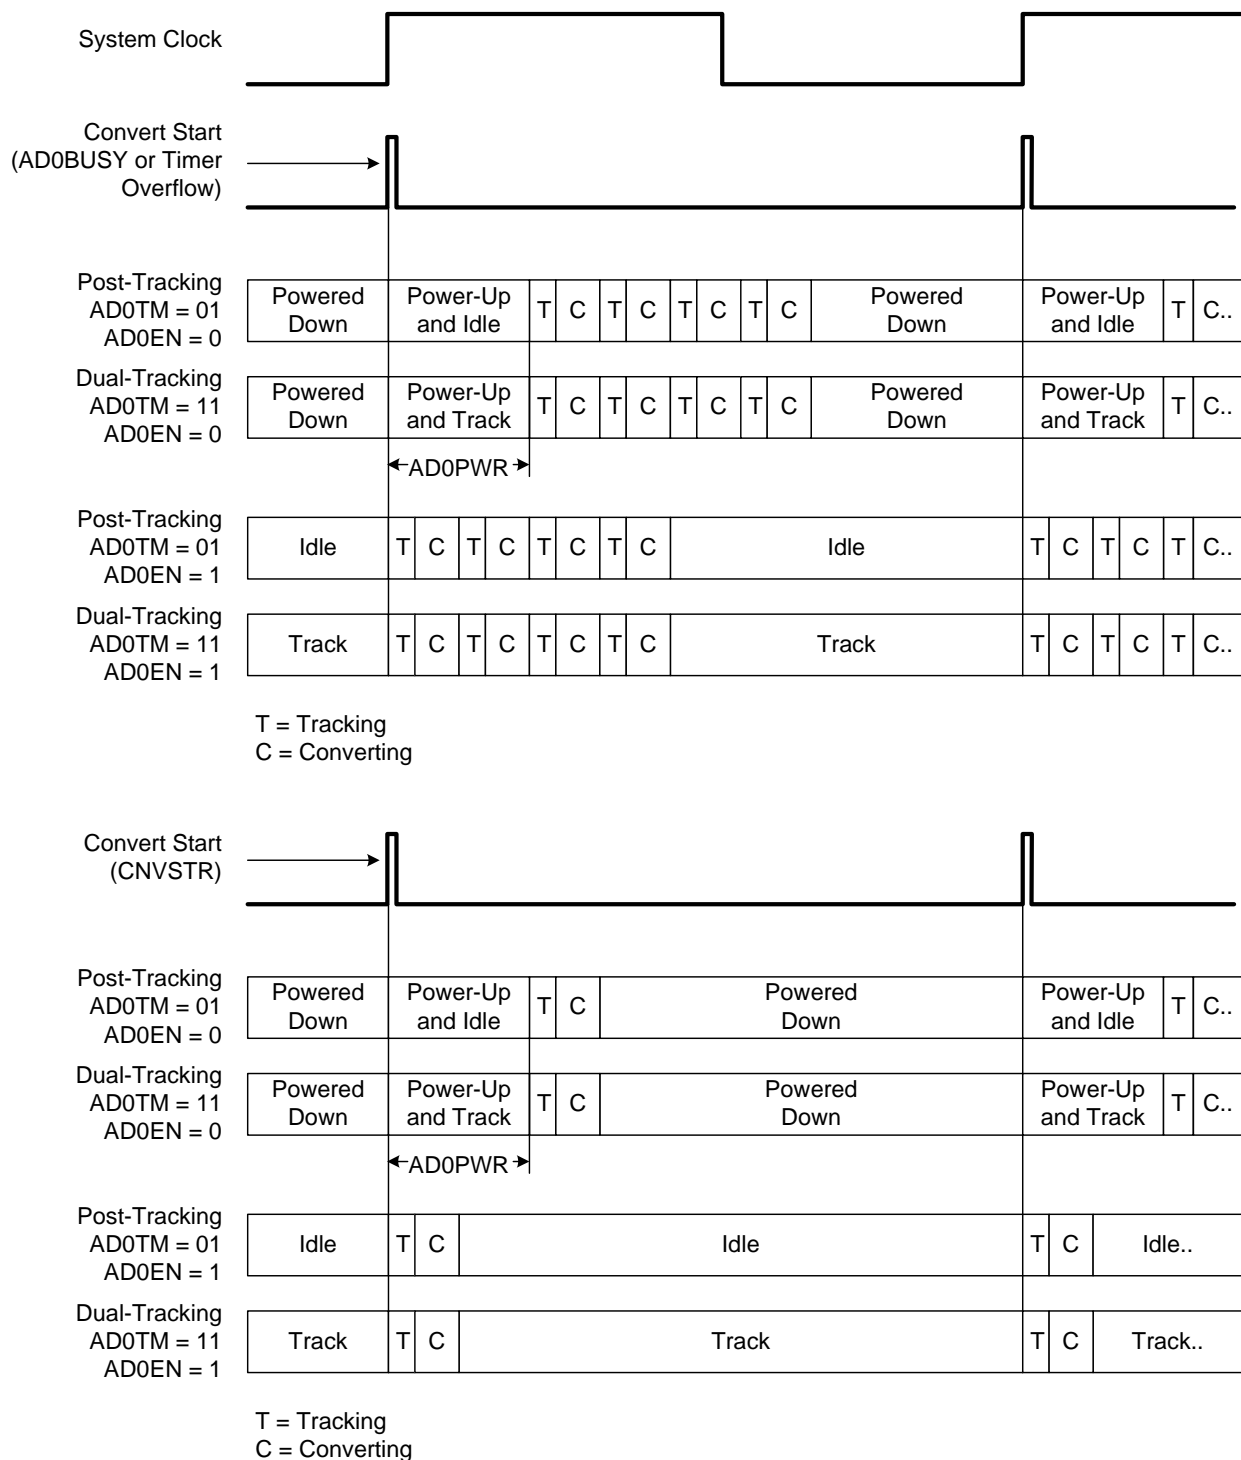 System Clock
Convert Start
(AD0BUSY or Timer
Overflow)
Post-Tracking
AD0TM = 01
AD0EN = 0
Powered
Down
Power-Up
and Idle
T C T C T C T C
Powered
Down
Power-Up
and Idle
T C..
Dual-Tracking
AD0TM = 11
AD0EN = 0
Powered
Down
Power-Up
and Track
T C T C T C T C
Powered
Down
Power-Up
and Track
T C..
AD0PWR
Post-Tracking
AD0TM = 01
AD0EN = 1
Idle T C T C T C T C Idle T C T C T C..
Dual-Tracking
AD0TM = 11
AD0EN = 1
Track T C T C T C T C Track T C T C T C..
T = Tracking
C = Converting
Convert Start
(CNVSTR)
Post-Tracking
AD0TM = 01
AD0EN = 0
Powered
Down
Power-Up
and Idle
T C
Powered
Down
Power-Up
and Idle
T C..
Dual-Tracking
AD0TM = 11
AD0EN = 0
Powered
Down
Power-Up
and Track
T C
Powered
Down
Power-Up
and Track
T C..
AD0PWR
Post-Tracking
AD0TM = 01
AD0EN = 1
Idle T C Idle T C Idle..
Dual-Tracking
AD0TM = 11
AD0EN = 1
Track T C Track T C Track..
T = Tracking
C = Converting